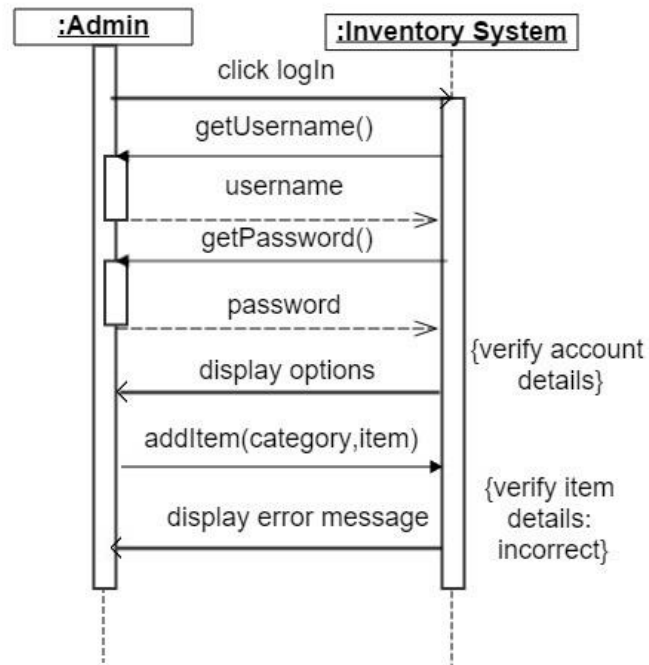 :Admin
:Inventory System
click logIn
getUsername()
username
getPassword()
password
{verify account
details}
display options
addItem(category,item)
{verify item
details:
incorrect}
display error message